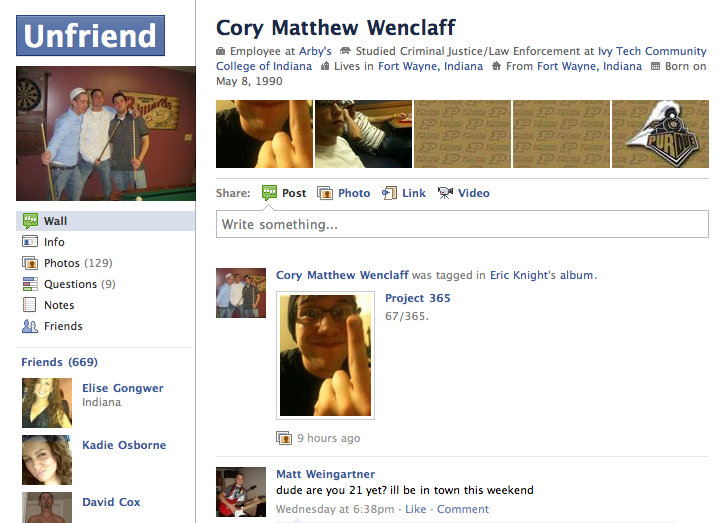 Unfriend
Cory Matthew Wenclaff
Employee at Arby's Studied Criminal Justice/Law Enforcement at Ivy Tech Community
College of Indiana Lives in Fort Wayne, Indiana From Fort Wayne, Indiana Born on
May 8, 1990
PURDUE
Share: Post Photo Link Video
Write something...
Wall
Info
Photos (129)
Questions (9)
Notes
Friends
Friends (669)
Elise Gongwer
Indiana
Kadie Osborne
David Cox
Cory Matthew Wenclaff was tagged in Eric Knight's album.
Project 365
67/365.
9 hours ago
Matt Weingartner
dude are you 21 yet? ill be in town this weekend
Wednesday at 6:38pm · Like · Comment